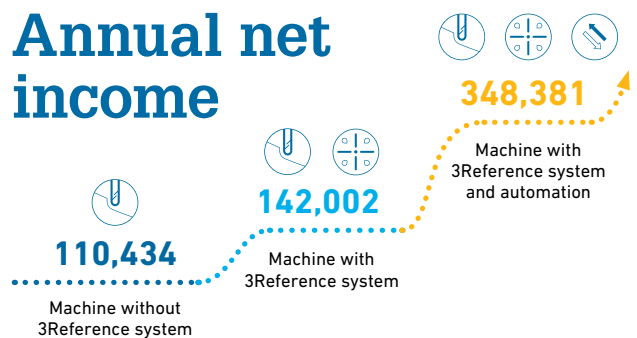 Annual net
income
110,434
Machine without
3Reference system
142,002
Machine with
3Reference system
348,381
Machine with
3Reference system
and automation